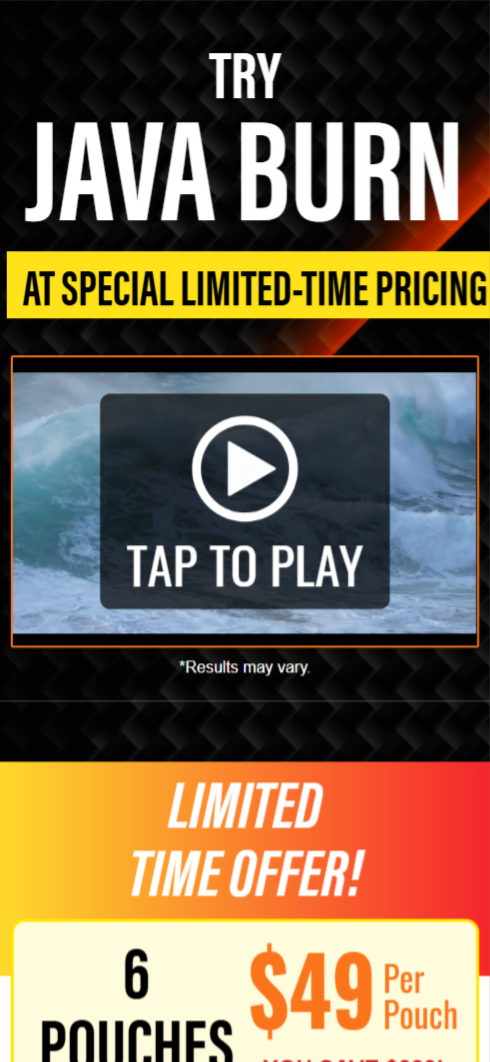 TRY
JAVA BURN
AT SPECIAL LIMITED-TIME PRICING
TAP TO PLAY
*Results may vary.
LIMITED
TIME OFFER!
6
POUCHES
$49 Per
Pouch